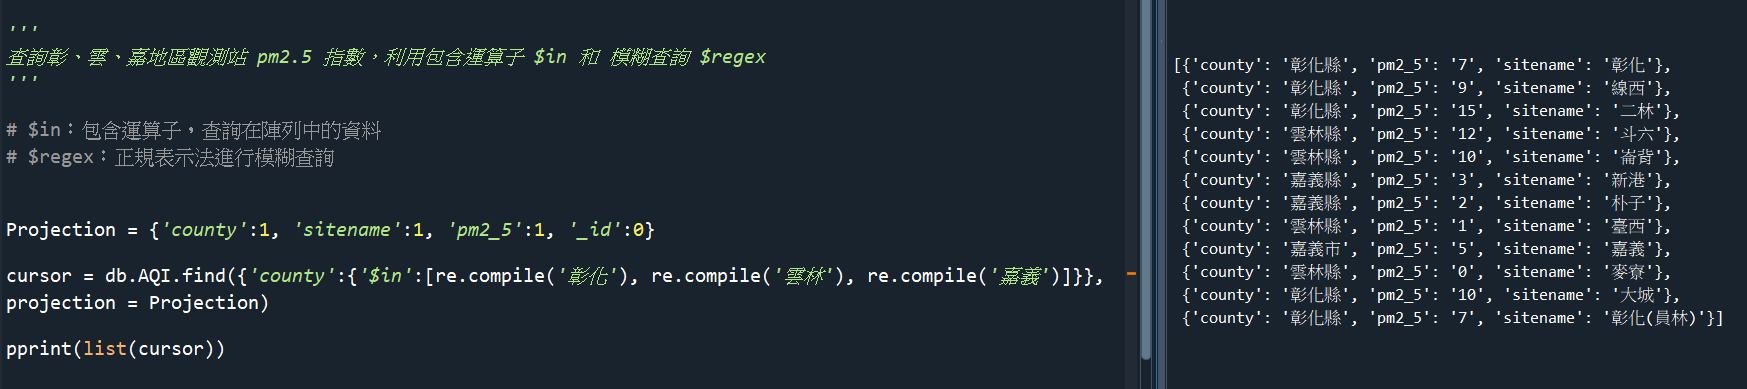 '''
查詢彰、雲、嘉地區觀測站 pm2.5 指數，利用包含運算子 $in 和 模糊查詢 $regex
'''
# $in：包含運算子，查詢在陣列中的資料
# $regex：正規表示法進行模糊查詢
Projection = {'county':1, 'sitename':1, 'pm2_5':1, '_id':0}
cursor = db.AQI.find({'county':{'$in':[re.compile('彰化'), re.compile('雲林'), re.compile('嘉義')]}},
projection = Projection)
pprint(list(cursor))
[{'county': '彰化縣', 'pm2_5': '7', 'sitename': '彰化'},
{'county': '彰化縣', 'pm2_5': '9', 'sitename': '線西'},
{'county': '彰化縣', 'pm2_5': '15', 'sitename': '二林'},
{'county': '雲林縣', 'pm2_5': '12', 'sitename': '斗六'},
{'county': '雲林縣', 'pm2_5': '10', 'sitename': '崙背'},
{'county': '嘉義縣', 'pm2_5': '3', 'sitename': '新港'},
{'county': '嘉義縣', 'pm2_5': '2', 'sitename': '朴子'},
{'county': '雲林縣', 'pm2_5': '1', 'sitename': '臺西'},
{'county': '嘉義市', 'pm2_5': '5', 'sitename': '嘉義'},
{'county': '雲林縣', 'pm2_5': '0', 'sitename': '麥寮'},
{'county': '彰化縣', 'pm2_5': '10', 'sitename': '大城'},
{'county': '彰化縣', 'pm2_5': '7', 'sitename': '彰化(員林)'}]